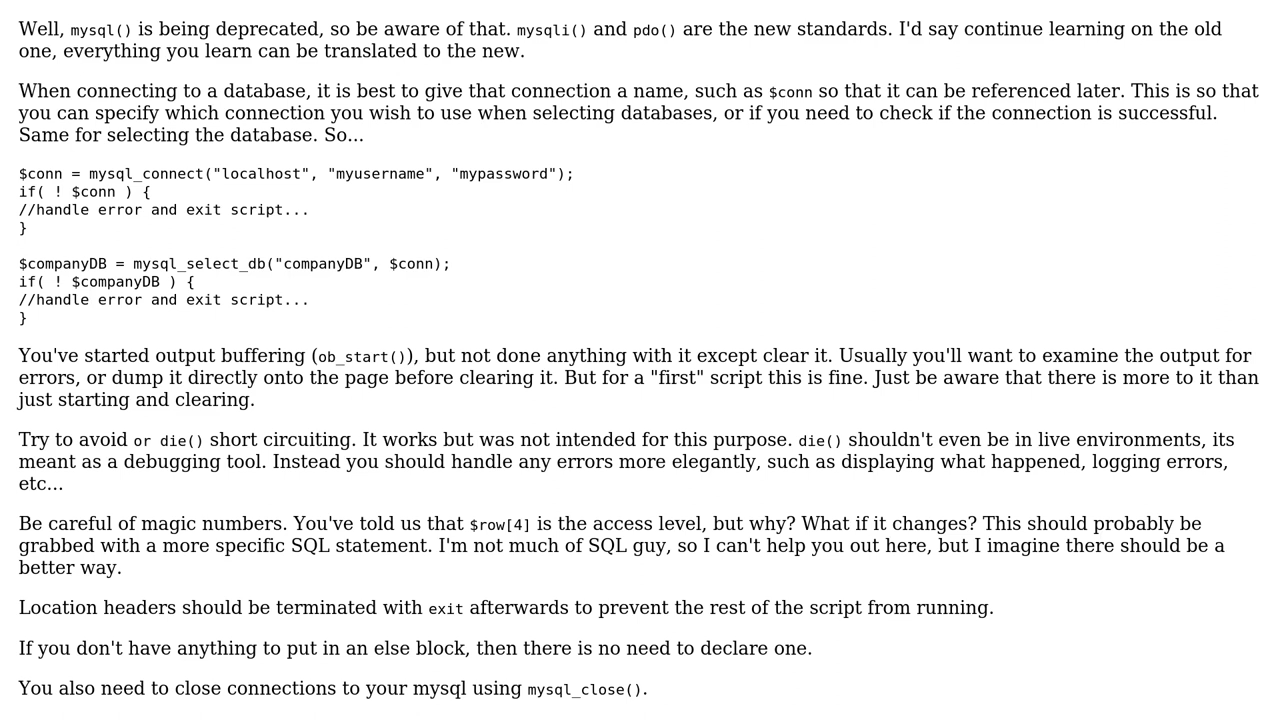 Well, mysql() is being deprecated, so be aware of that. mysqli() and pdo() are the new standards. I'd say continue learning on the old
one, everything you learn can be translated to the new.
When connecting to a database, it is best to give that connection a name, such as $conn so that it can be referenced later. This is so that
you can specify which connection you wish to use when selecting databases, or if you need to check if the connection is successful.
Same for selecting the database. So...
$conn = mysql_connect("localhost", "myusername", "mypassword");
if( ! $conn ) {
//handle error and exit script...
}
$companyDB = mysql_select_db("companyDB", $conn);
if( ! $companyDB ) {
//handle error and exit script...
}
You've started output buffering (ob_start()), but not done anything with it except clear it. Usually you'll want to examine the output for
errors, or dump it directly onto the page before clearing it. But for a "first" script this is fine. Just be aware that there is more to it than
just starting and clearing.
Try to avoid or die() short circuiting. It works but was not intended for this purpose. die() shouldn't even be in live environments, its
meant as a debugging tool. Instead you should handle any errors more elegantly, such as displaying what happened, logging errors,
etc...
Be careful of magic numbers. You've told us that $row[4] is the access level, but why? What if it changes? This should probably be
grabbed with a more specific SQL statement. I'm not much of SQL guy, so I can't help you out here, but I imagine there should be a
better way.
Location headers should be terminated with exit afterwards to prevent the rest of the script from running.
If you don't have anything to put in an else block, then there is no need to declare one.
You also need to close connections to your mysql using mysql_close().